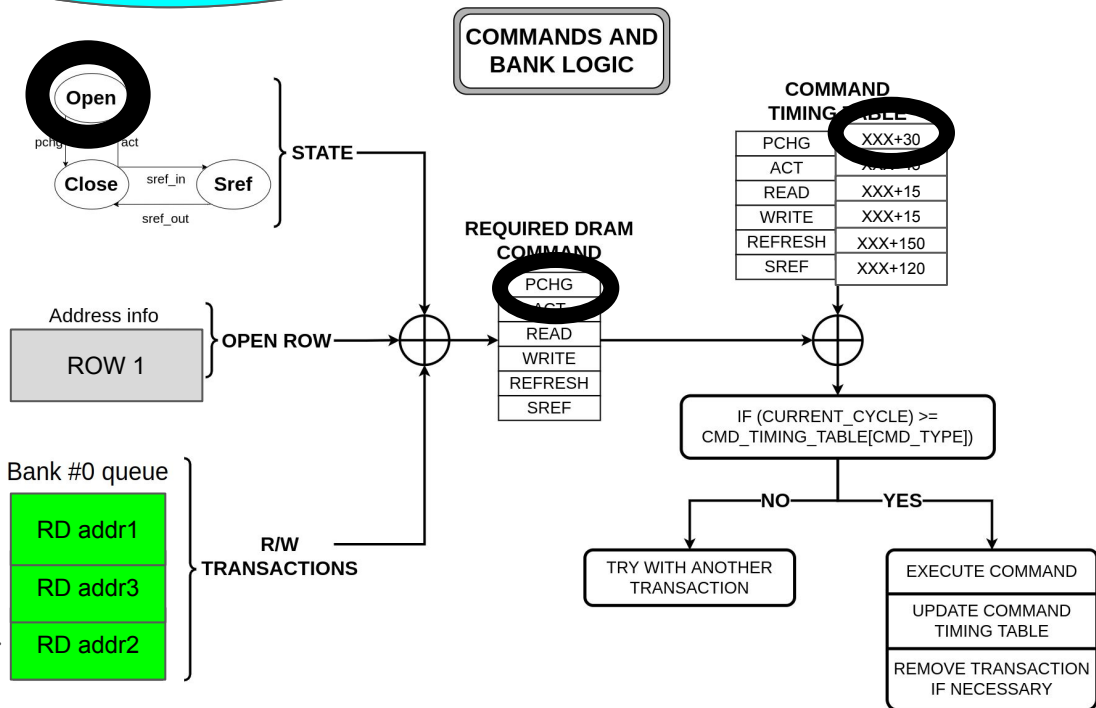 COMMANDS AND
BANK LOGIC
Open
pchg
act
Close
sref_in
Sref
sref_out
STATE
Address info
ROW 1
OPEN ROW
Bank #0 queue
RD addr1
RD addr3
RD addr2
R/W
TRANSACTIONS
REQUIRED DRAM
COMMAND
PCHG
ACT
READ
WRITE
REFRESH
SREF
COMMAND
TIMING TABLE
PCHG
XXX+30
ACT
READ
XXX+15
WRITE
XXX+15
REFRESH
XXX+150
SREF
XXX+120
IF (CURRENT_CYCLE) >=
CMD_TIMING_TABLE[CMD_TYPE])
NO
YES
TRY WITH ANOTHER
TRANSACTION
EXECUTE COMMAND
UPDATE COMMAND
TIMING TABLE
REMOVE TRANSACTION
IF NECESSARY